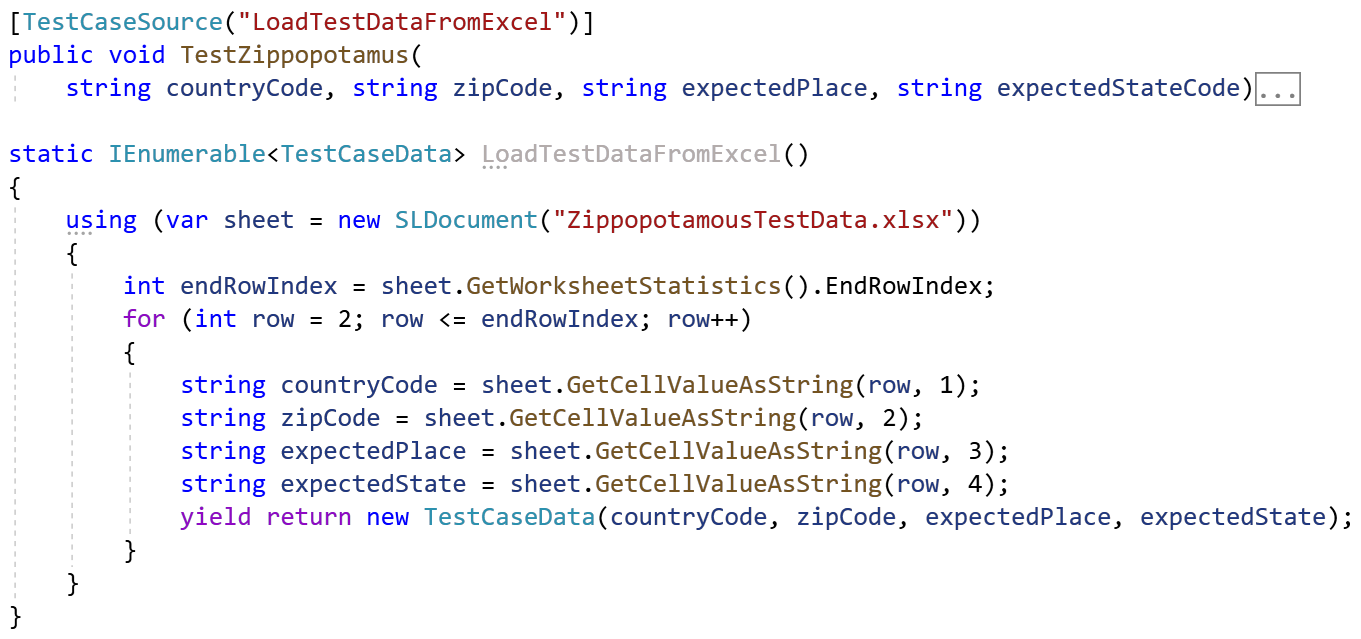 [TestCaseSource("LoadTestDataFromExcel")]
public void TestZippopotamus(
    string countryCode, string zipCode, string expectedPlace, string expectedStateCode)...

static IEnumerable<TestCaseData> LoadTestDataFromExcel()
{
    using (var sheet = new SLDocument("ZippopotamousTestData.xlsx"))
    {
        int endRowIndex = sheet.GetWorksheetStatistics().EndRowIndex;
        for (int row = 2; row <= endRowIndex; row++)
        {
            string countryCode = sheet.GetCellValueAsString(row, 1);
            string zipCode = sheet.GetCellValueAsString(row, 2);
            string expectedPlace = sheet.GetCellValueAsString(row, 3);
            string expectedState = sheet.GetCellValueAsString(row, 4);
            yield return new TestCaseData(countryCode, zipCode, expectedPlace, expectedState);
        }
    }
}